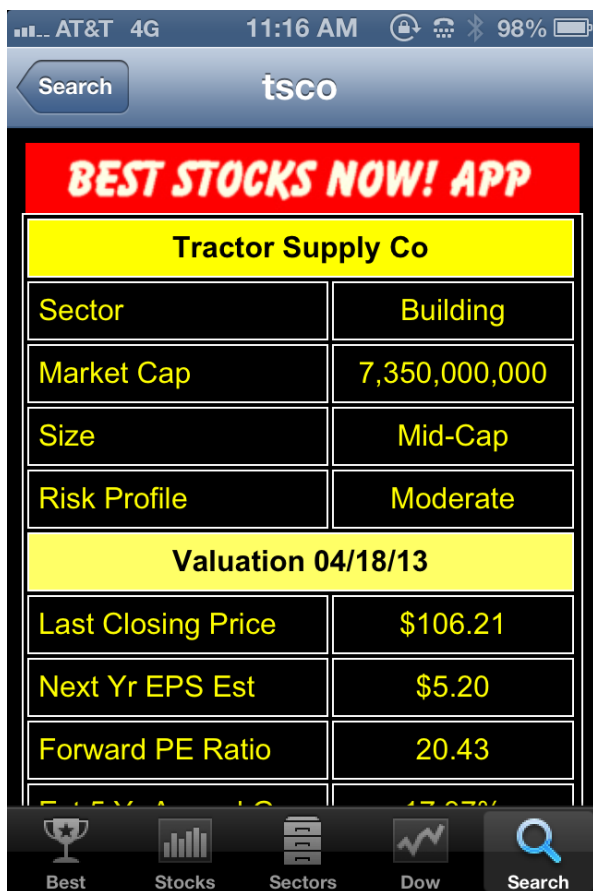 AT&T 4G 11:16 AM 98%
Search tsco
BEST STOCKS NOW! APP
Tractor Supply Co
Sector Building
Market Cap 7,350,000,000
Size Mid-Cap
Risk Profile Moderate
Valuation 04/18/13
Last Closing Price $106.21
Next Yr EPS Est $5.20
Forward PE Ratio 20.43
Best Stocks Sectors Dow Search